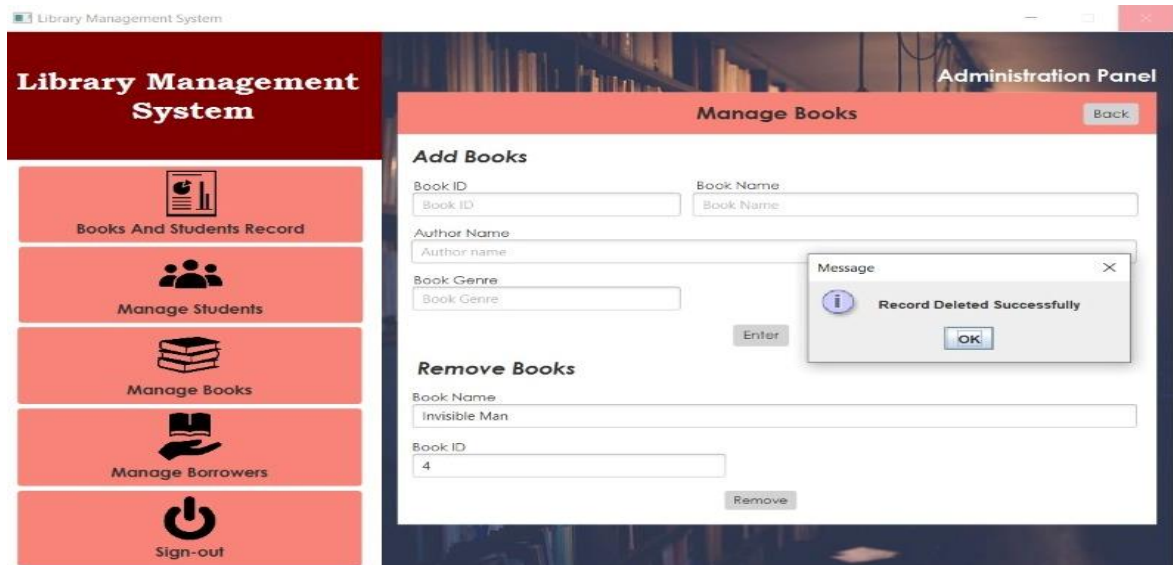 Library Management System
Library Management
System
Books And Students Record
Manage Students
Manage Books
Manage Borrowers
Sign-out
Administration Panel
Manage Books
Back
Add Books
Book ID
Book Name
Book ID
Book Name
Author Name
Author name
Book Genre
Book Genre
Enter
Message
Record Deleted Successfully
OK
Remove Books
Book Name
Invisible Man
Book ID
4
Remove